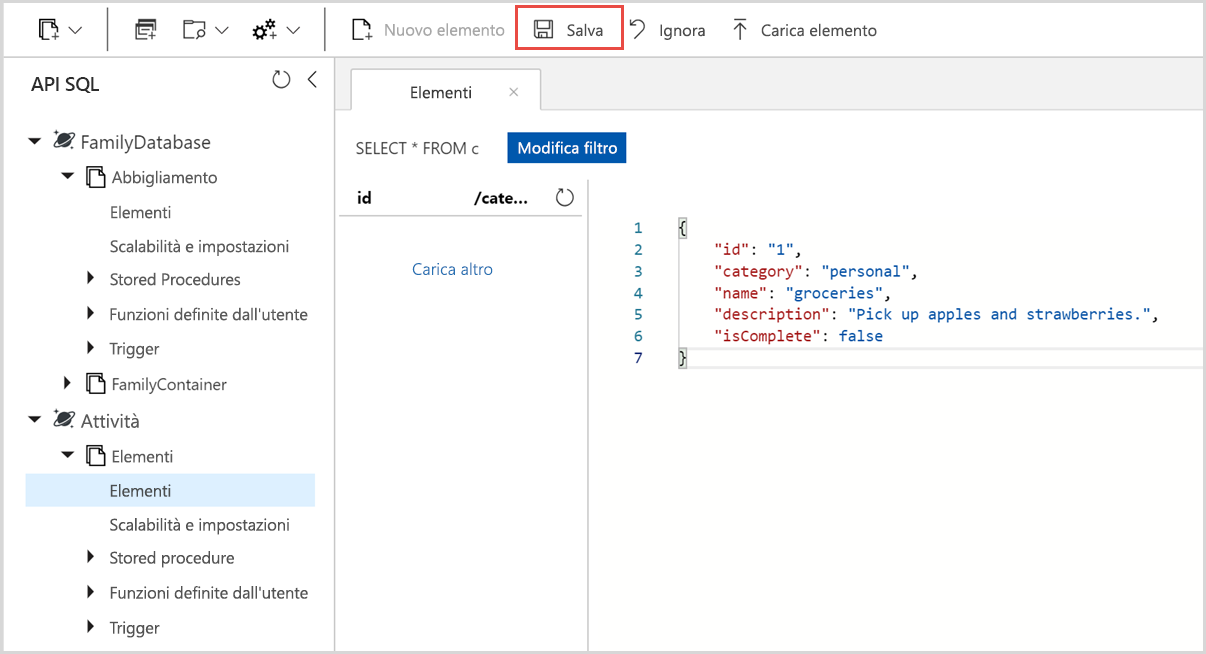 Nuovo elemento Salva Ignora Carica elemento
API SQL
FamilyDatabase
Abbigliamento
Elementi
Scalabilità e impostazioni
Stored Procedures
Funzioni definite dall'utente
Trigger
FamilyContainer
Attività
Elementi
Elementi
Scalabilità e impostazioni
Stored procedure
Funzioni definite dall'utente
Trigger
Elementi
SELECT * FROM c Modifica filtro
id /cate...
Carica altro
1 {
2 "id": "1",
3 "category": "personal",
4 "name": "groceries",
5 "description": "Pick up apples and strawberries.",
6 "isComplete": false
7 }